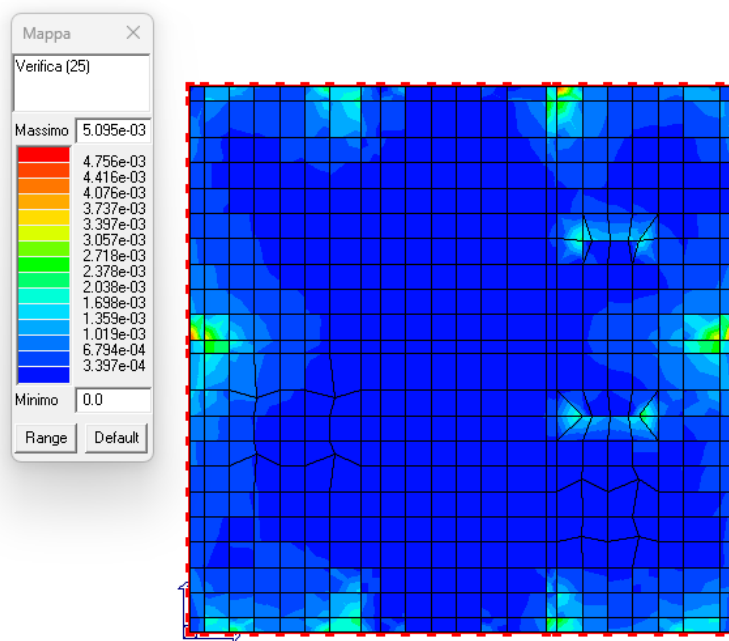 Mappa
Verifica (25)
Massimo 5.095e-03
4.756e-03
4.416e-03
4.076e-03
3.737e-03
3.397e-03
3.057e-03
2.718e-03
2.378e-03
2.038e-03
1.698e-03
1.359e-03
1.019e-03
6.794e-04
3.397e-04
Minimo 0.0
Range Default